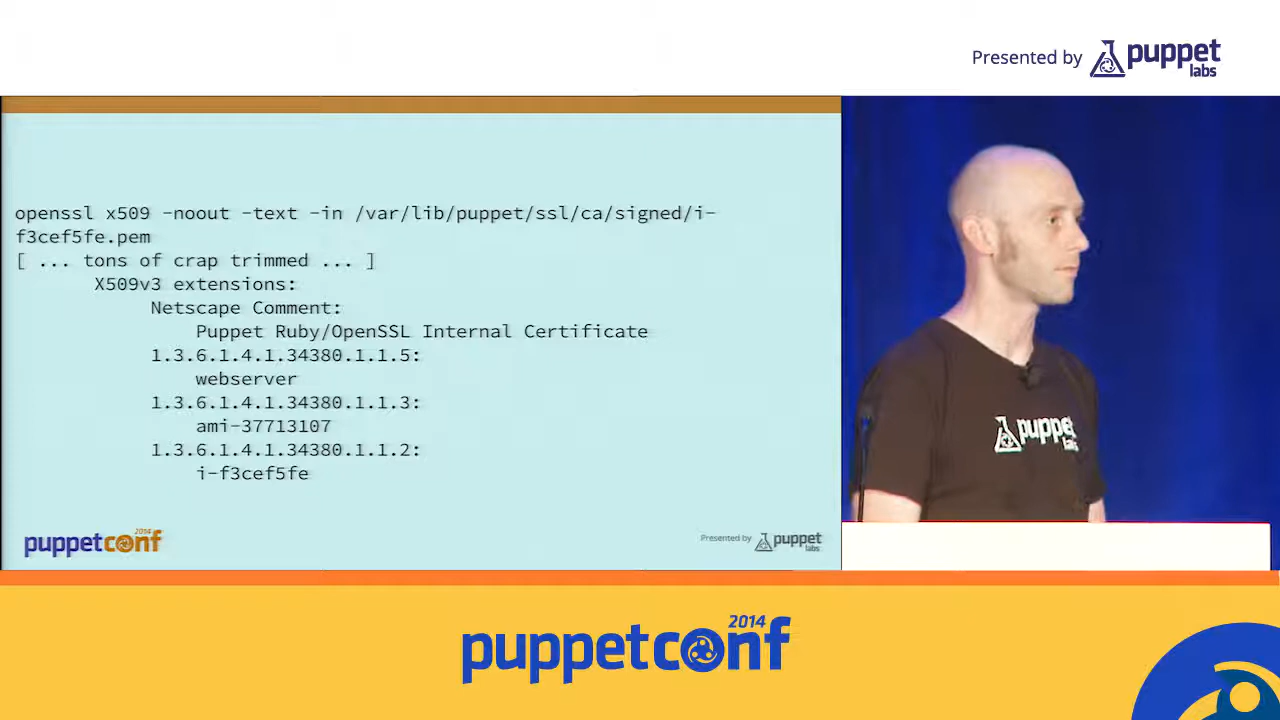 Presented by puppet labs
openssl x509 -noout -text -in /var/lib/puppet/ssl/ca/signed/i-
f3cef5fe.pem
[ ... tons of crap trimmed ... ]
X509v3 extensions:
Netscape Comment:
Puppet Ruby/OpenSSL Internal Certificate
1.3.6.1.4.1.34380.1.1.5:
webserver
1.3.6.1.4.1.34380.1.1.3:
ami-37713107
1.3.6.1.4.1.34380.1.1.2:
i-f3cef5fe
puppetconf 2014
Presented by puppet labs
puppet labs
puppetconf 2014